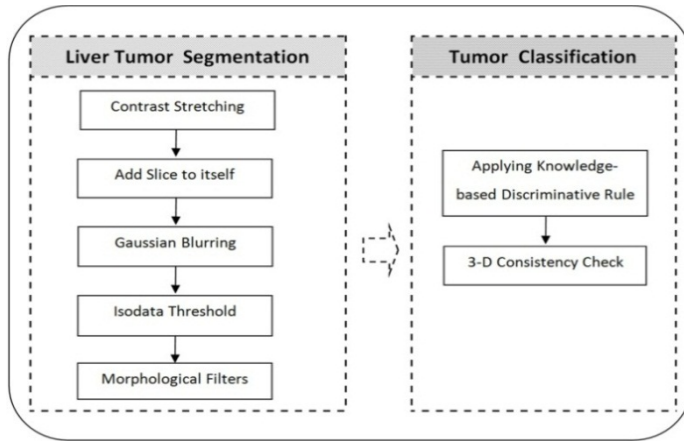 Liver Tumor Segmentation
Contrast Stretching
Add Slice to itself
Gaussian Blurring
Isodata Threshold
Morphological Filters
Tumor Classification
Applying Knowledge-
based Discriminative Rule
3-D Consistency Check